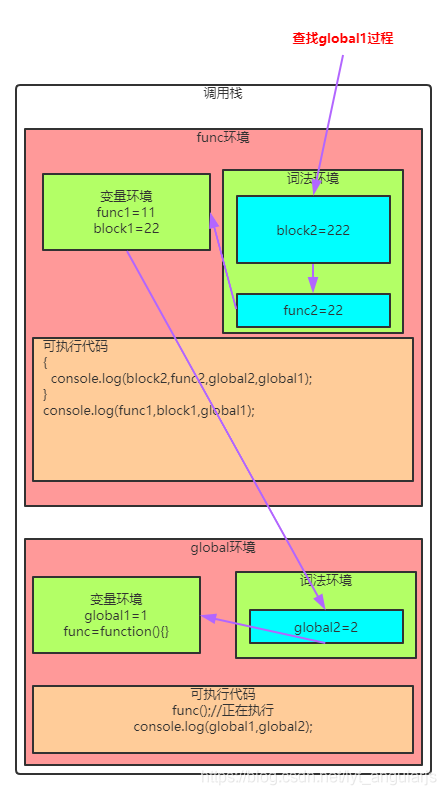 查找global1过程
调用栈
func环境
变量环境
func1=11
block1=22
词法环境
block2=222
func2=22
可执行代码
{
console.log(block2,func2,global2,global1);
}
console.log(func1,block1,global1);
global环境
变量环境
global1=1
func=function(){}
词法环境
global2=2
可执行代码
func();//正在执行
console.log(global1,global2);
https://blog.csdn.net/lyt_angularjs